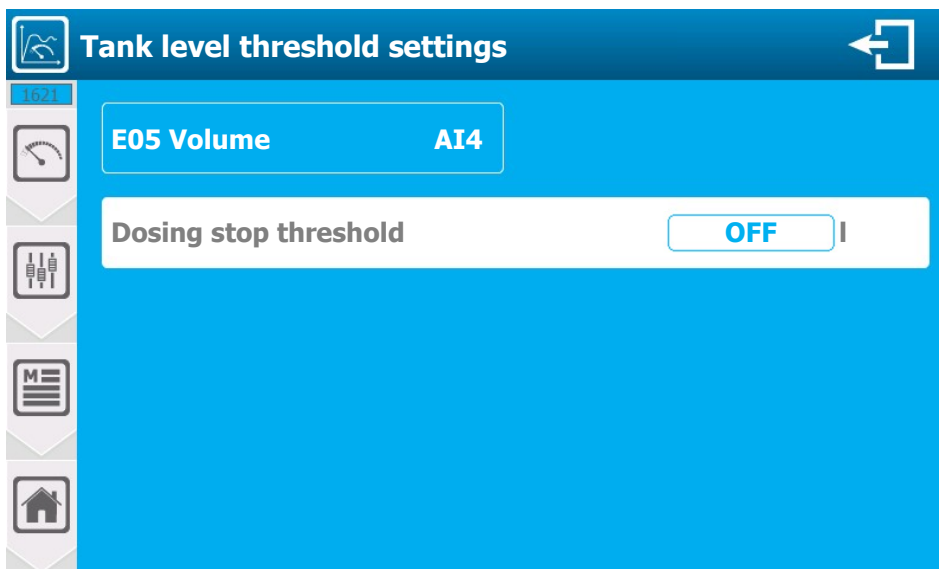 Tank level threshold settings
1621
E05 Volume AI4
Dosing stop threshold OFF l
M